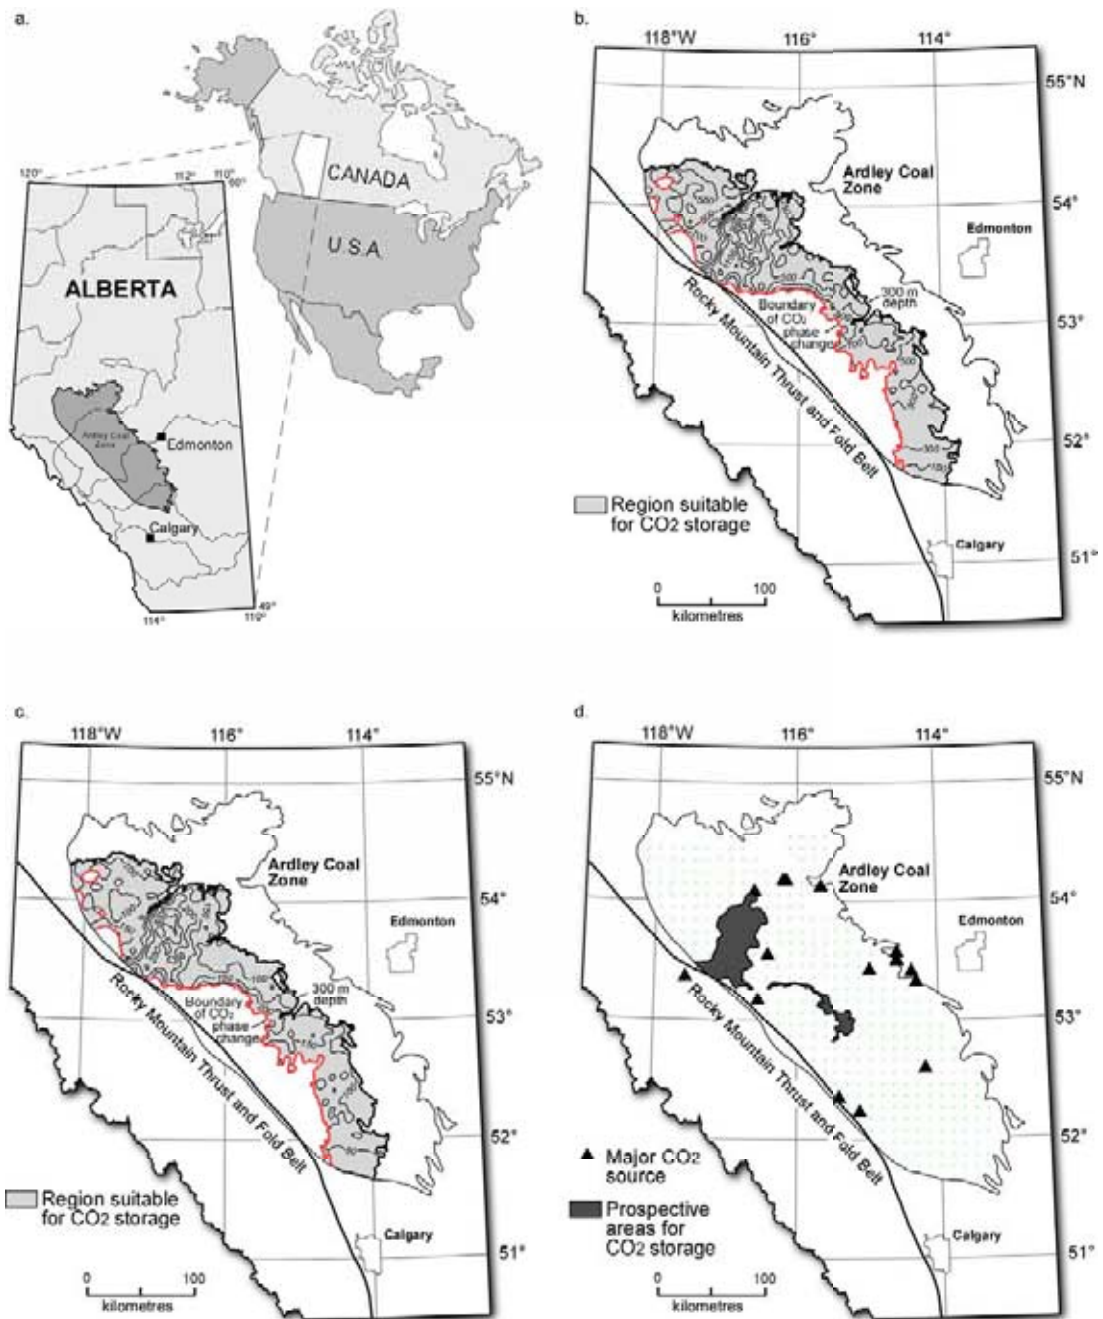 a.
120°
112°
110°
60°
CANADA
U.S.A.
ALBERTA
Ardley Coal
Zone
Edmonton
Calgary
49°
114°
110°
b.
118°W
116°
114°
55°N
Ardley Coal
Zone
54°
Edmonton
300 m
depth
Boundary
of CO2
phase
change
53°
Rocky Mountain Thrust and Fold Belt
52°
500
300
100
Region suitable
for CO2 storage
Calgary
51°
0
100
kilometres
c.
118°W
116°
114°
55°N
Ardley Coal
Zone
54°
Edmonton
300 m
depth
Boundary
of CO2
phase
change
53°
Rocky Mountain Thrust and Fold Belt
52°
50
Region suitable
for CO2 storage
Calgary
51°
0
100
kilometres
d.
118°W
116°
114°
55°N
Ardley Coal
Zone
54°
Edmonton
53°
Rocky Mountain Thrust and Fold Belt
52°
Major CO2
source
Prospective
areas for
CO2 storage
Calgary
51°
0
100
kilometres